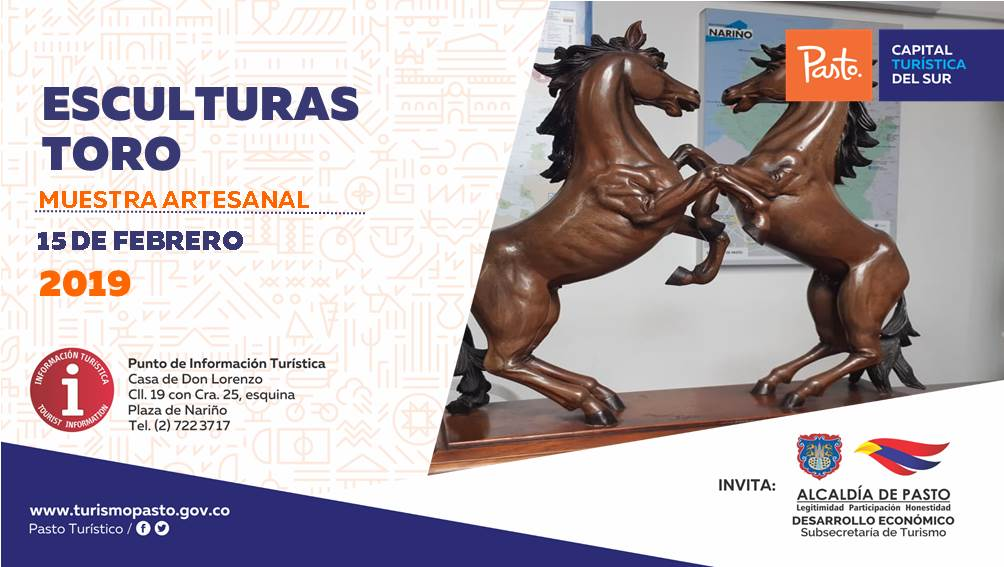 ESCULTURAS
TORO
MUESTRA ARTESANAL
15 DE FEBRERO
2019
INFORMACIÓN TURÍSTICA
i
TOURIST INFORMATION
Punto de Información Turística
Casa de Don Lorenzo
Cll. 19 con Cra. 25, esquina
Plaza de Nariño
Tel. (2) 7223717
www.turismopasto.gov.co
Pasto Turístico /
NARIÑO
Pasto.
CAPITAL
TURÍSTICA
DEL SUR
INVITA:
ALCALDÍA DE PASTO
Legitimidad Participación Honestidad
DESARROLLO ECONÓMICO
Subsecretaría de Turismo